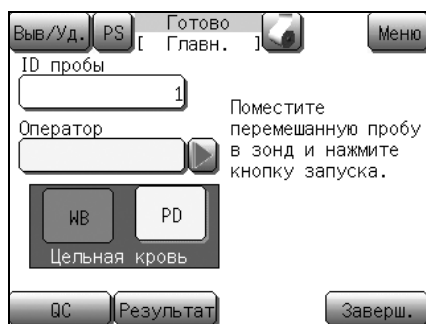 Выв/Уд. PS Готово Меню
[ Главн. ]
ID пробы
1
Оператор
Поместите
перемешанную пробу
в зонд и нажмите
кнопку запуска.
WB PD
Цельная кровь
QC Результат Заверш.